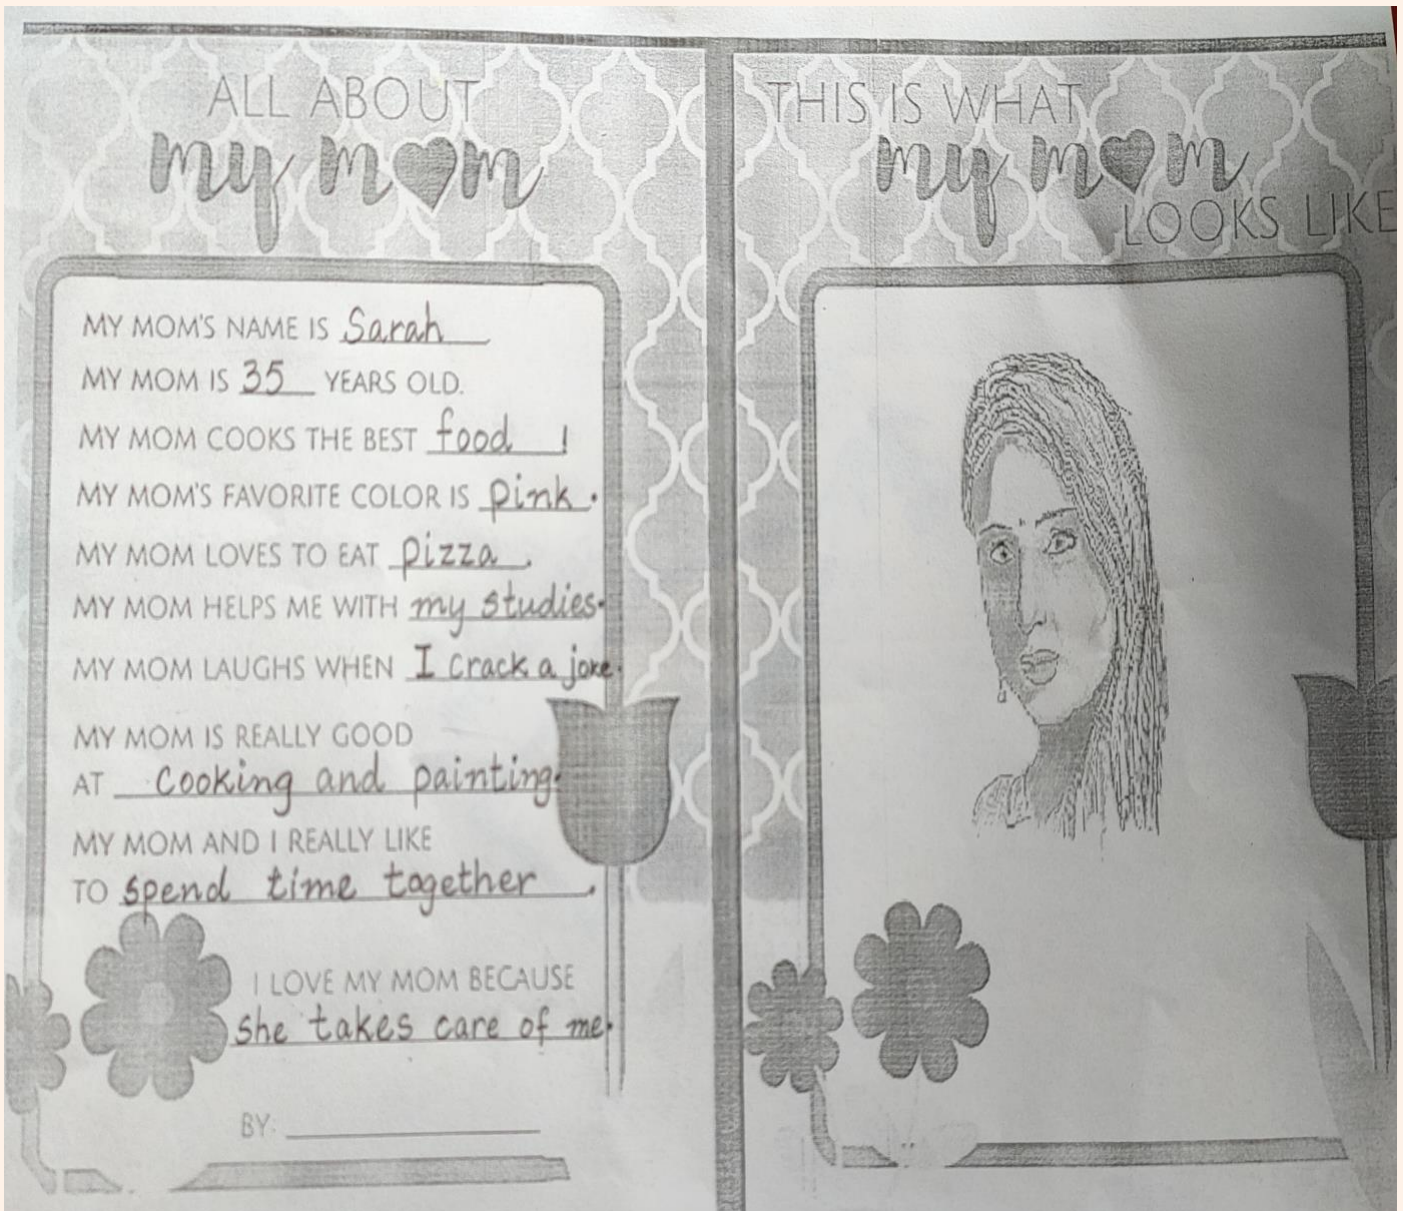 ALL ABOUT
my mom
MY MOM'S NAME IS Sarah
MY MOM IS 35 YEARS OLD.
MY MOM COOKS THE BEST food !
MY MOM'S FAVORITE COLOR IS pink.
MY MOM LOVES TO EAT pizza.
MY MOM HELPS ME WITH my studies.
MY MOM LAUGHS WHEN I crack a joke.
MY MOM IS REALLY GOOD
AT cooking and painting.
MY MOM AND I REALLY LIKE
TO spend time together.
I LOVE MY MOM BECAUSE
she takes care of me.
BY:
THIS IS WHAT
my mom
LOOKS LIKE